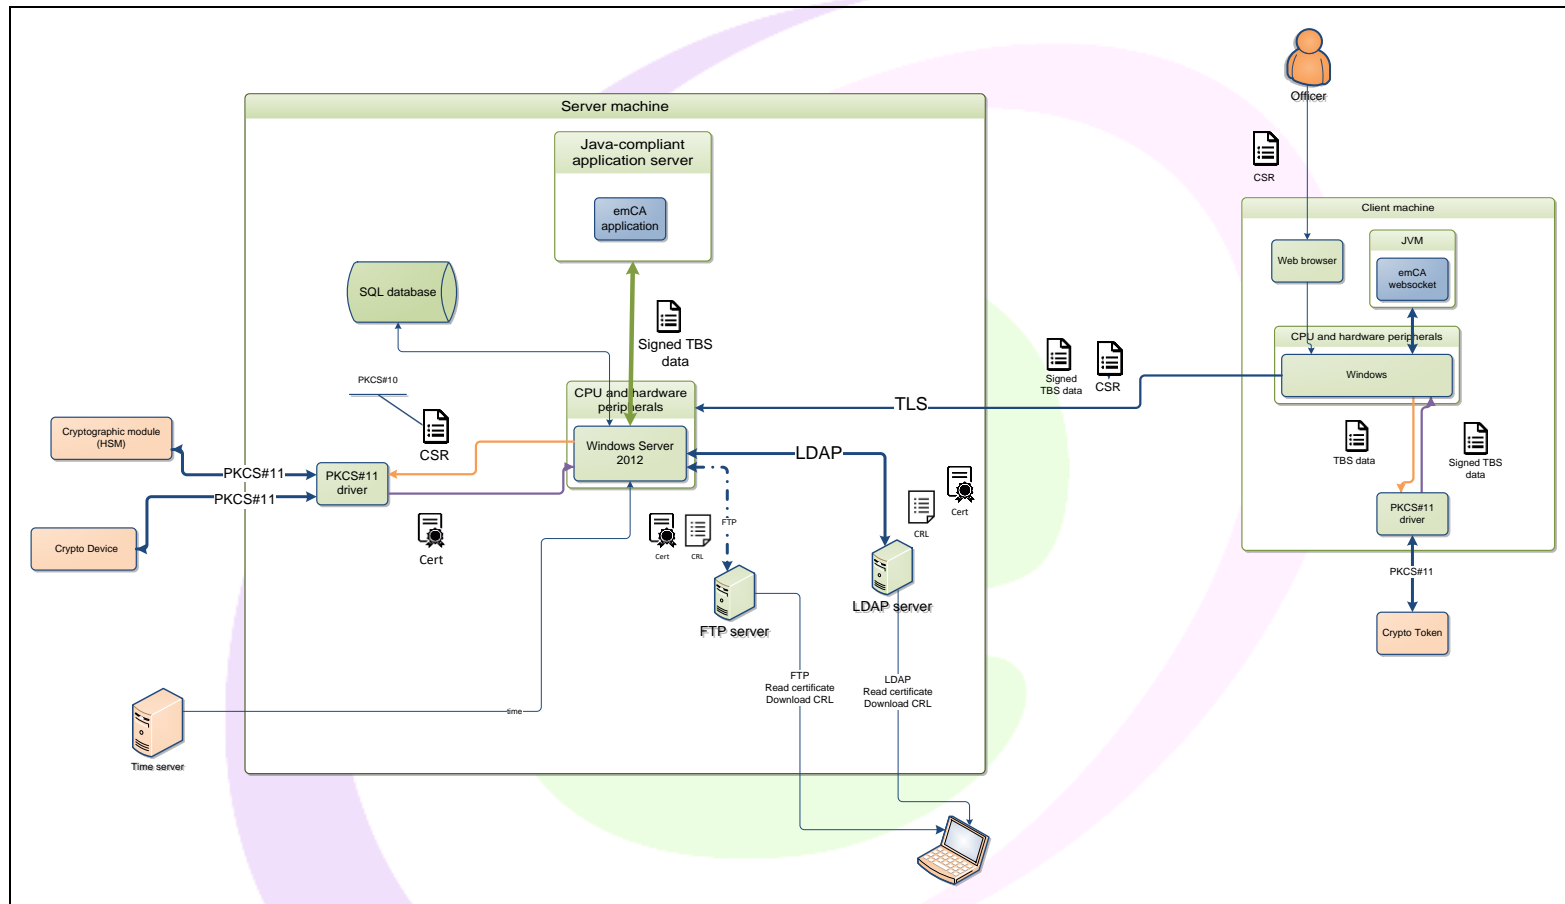 Officer
Server machine
Java-compliant
application server
emCA
application
CSR
Client machine
Web browser
JVM
emCA
websocket
SQL database
Signed TBS
data
CPU and hardware peripherals
Windows
Signed
TBS data
CSR
PKCS#10
CPU and hardware
peripherals
TLS
Cryptographic module
(HSM)
CSR
Windows Server
2012
LDAP
TBS data
Signed TBS
data
PKCS#11
PKCS#11
driver
PKCS#11
Crypto Device
Cert
Cert
CRL
FTP
CRL
Cert
PKCS#11
driver
PKCS#11
Crypto Token
FTP server
LDAP server
FTP
Read certificate
Download CRL
LDAP
Read certificate
Download CRL
time
Time server